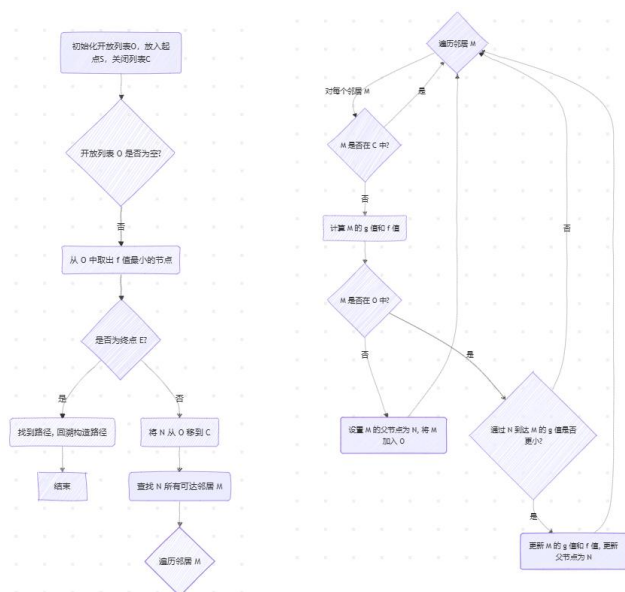 初始化开放列表O，放入起
点S，关闭列表C
开放列表 O 是否为空?
否
从 O 中取出 f 值最小的节点
是否为终点 E?
是
否
找到路径, 回溯构造路径
将 N 从 O 移到 C
结束
查找 N 所有可达邻居 M
遍历邻居 M
遍历邻居 M
对每个邻居 M
是
M 是否在 C 中?
否
计算 M 的 g 值和 f 值
否
M 是否在 O 中?
否
是
设置 M 的父节点为 N, 将 M
加入 O
通过 N 到达 M 的 g 值是否
更小?
是
更新 M 的 g 值和 f 值, 更新
父节点为 N